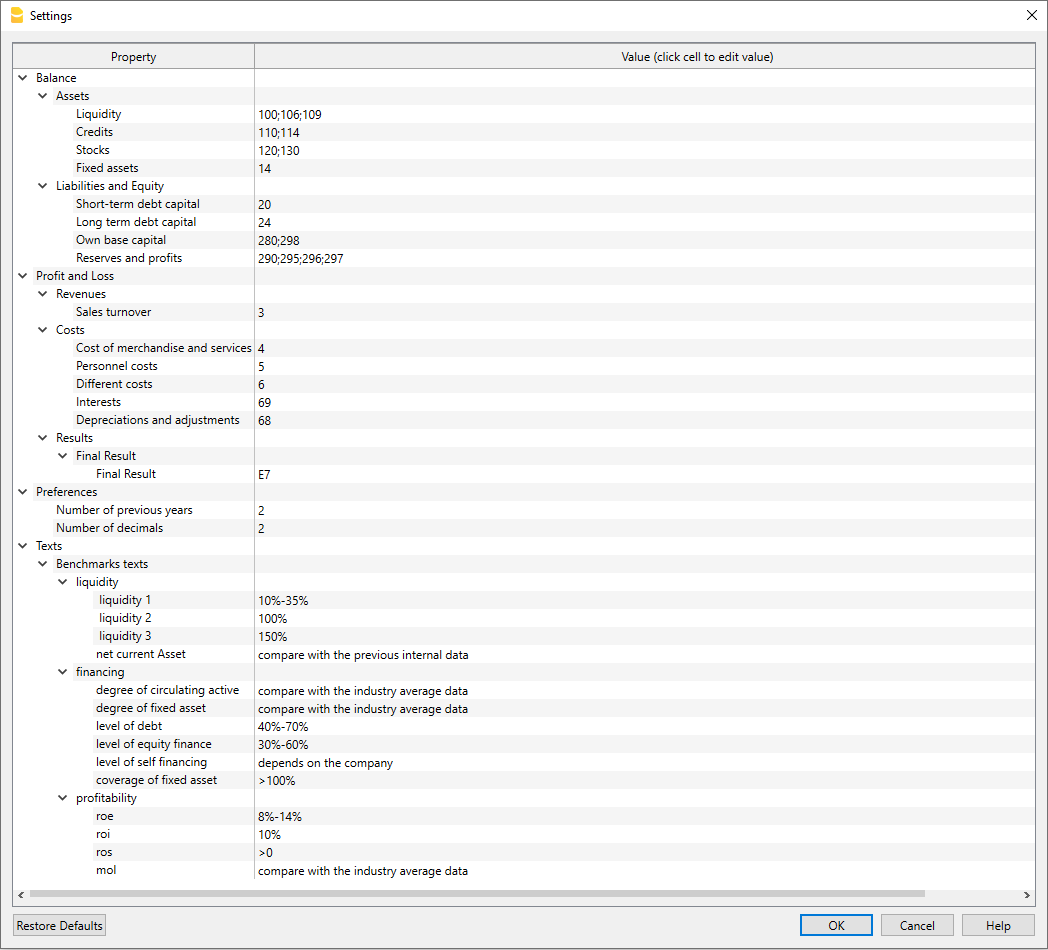 Settings
Property Value (click cell to edit value)
Balance
Assets
Liquidity 100;106;109
Credits 110;114
Stocks 120;130
Fixed assets 14
Liabilities and Equity
Short-term debt capital 20
Long term debt capital 24
Own base capital 280;298
Reserves and profits 290;295;296;297
Profit and Loss
Revenues
Sales turnover 3
Costs
Cost of merchandise and services 4
Personnel costs 5
Different costs 6
Interests 69
Depreciations and adjustments 68
Results
Final Result
Final Result E7
Preferences
Number of previous years 2
Number of decimals 2
Texts
Benchmarks texts
liquidity
liquidity 1 10%-35%
liquidity 2 100%
liquidity 3 150%
net current Asset compare with the previous internal data
financing
degree of circulating active compare with the industry average data
degree of fixed asset compare with the industry average data
level of debt 40%-70%
level of equity finance 30%-60%
level of self financing depends on the company
coverage of fixed asset >100%
profitability
roe 8%-14%
roi 10%
ros >0
mol compare with the industry average data
Restore Defaults OK Cancel Help